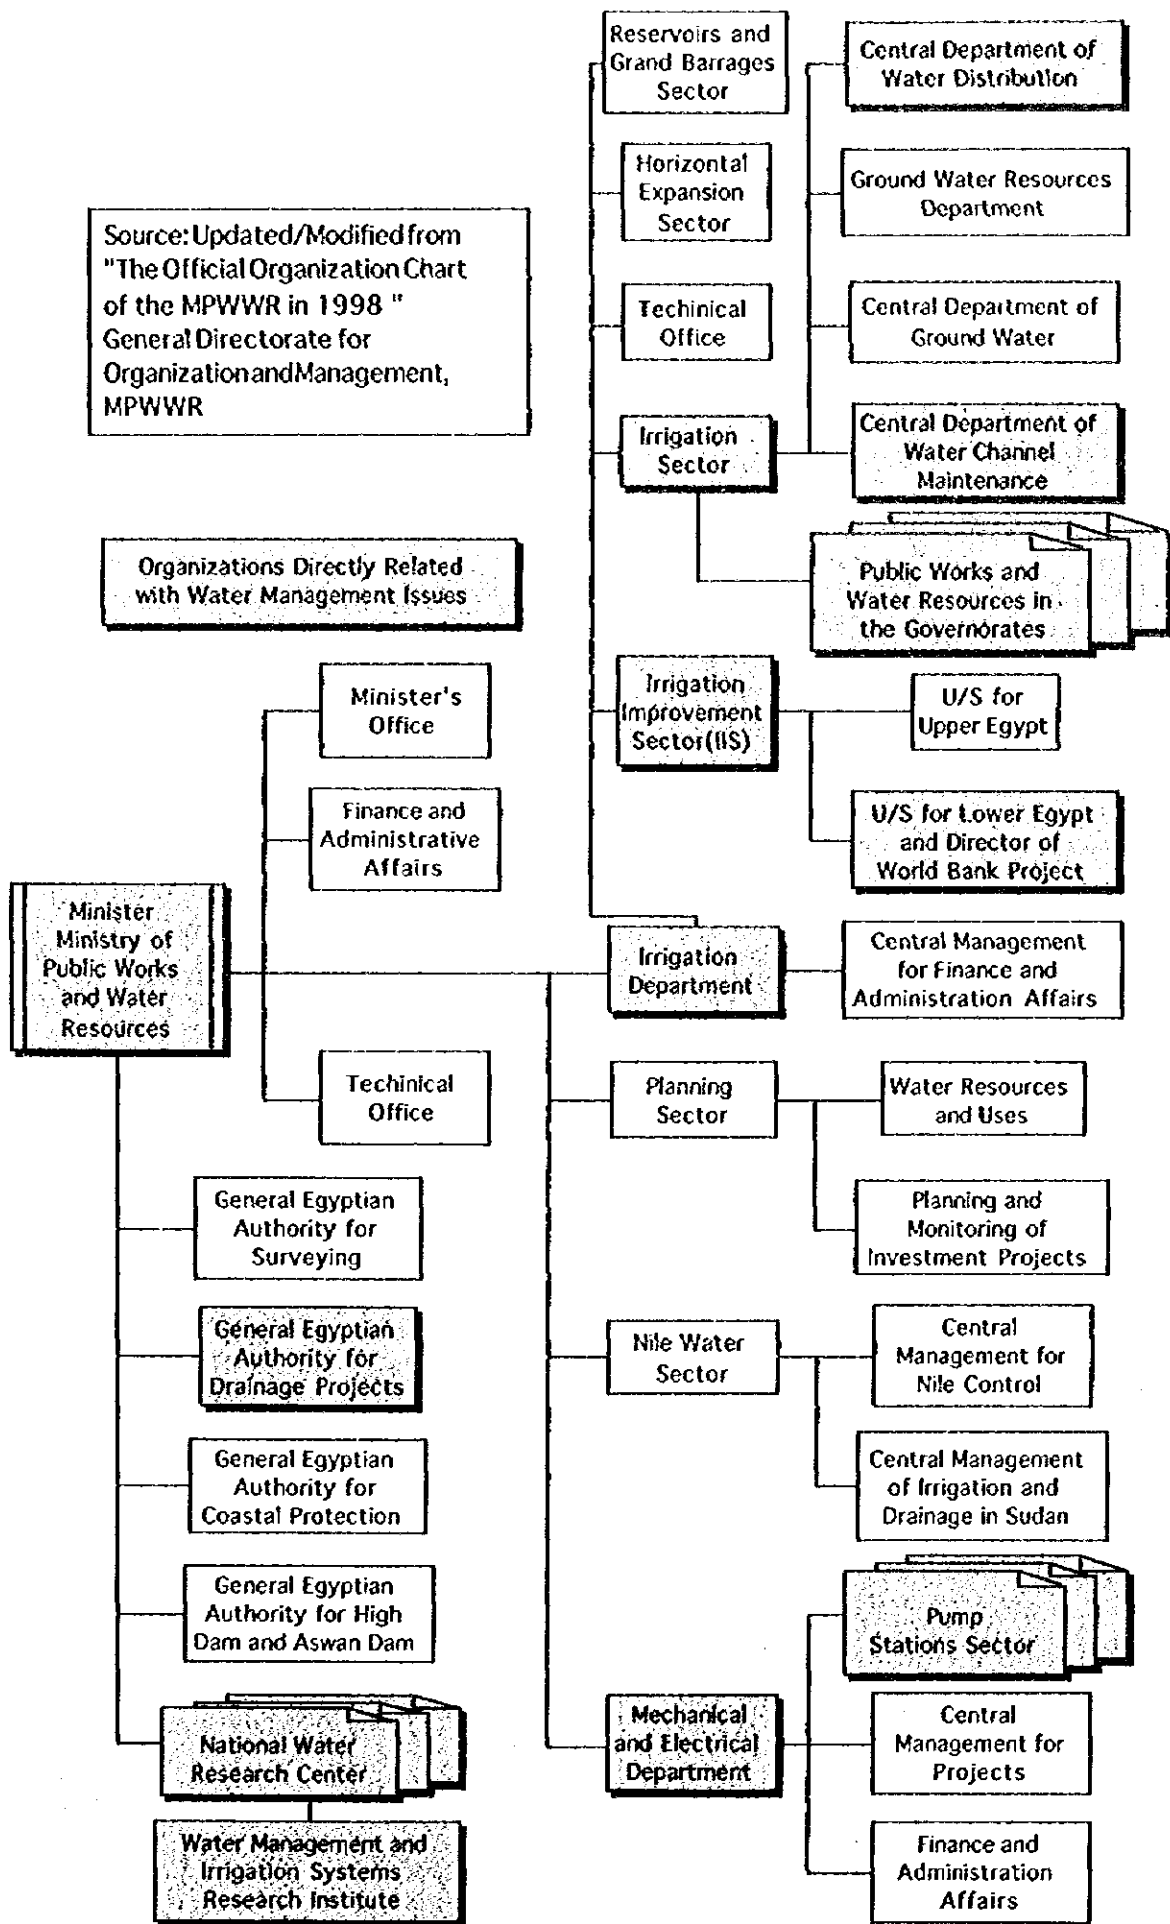 Reservoirs and
Grand Barrages
Sector
Central Department of
Water Distribution
Horizontal
Expansion
Sector
Ground Water Resources
Department
Source: Updated/Modified from
"The Official Organization Chart
of the MPWWR in 1998 "
General Directorate for
Organization and Management,
MPWWR
Techinical
Office
Central Department of
Ground Water
Irrigation
Sector
Central Department of
Water Channel
Maintenance
Organizations Directly Related
with Water Management Issues
Public Works and
Water Resources in
the Governorates
Minister's
Office
Irrigation
Improvement
Sector(IIS)
U/S for
Upper Egypt
Finance and
Administrative
Affairs
U/S for Lower Egypt
and Director of
World Bank Project
Minister
Ministry of
Public Works
and Water
Resources
Irrigation
Department
Central Management
for Finance and
Administration Affairs
Techinical
Office
Planning
Sector
Water Resources
and Uses
General Egyptian
Authority for
Surveying
Planning and
Monitoring of
Investment Projects
General Egyptian
Authority for
Drainage Projects
Nile Water
Sector
Central
Management for
Nile Control
General Egyptian
Authority for
Coastal Protection
Central Management
of Irrigation and
Drainage in Sudan
General Egyptian
Authority for High
Dam and Aswan Dam
Pump
Stations Sector
National Water
Research Center
Mechanical
and Electrical
Department
Central
Management for
Projects
Water Management and
Irrigation Systems
Research Institute
Finance and
Administration
Affairs